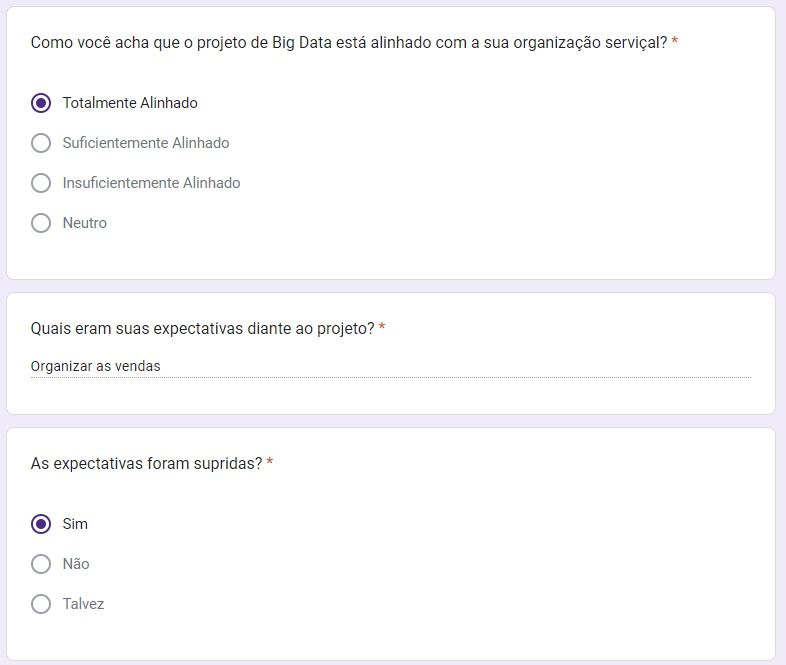 Como você acha que o projeto de Big Data está alinhado com a sua organização serviçal? *
Totalmente Alinhado
Suficientemente Alinhado
Insuficientemente Alinhado
Neutro
Quais eram suas expectativas diante ao projeto? *
Organizar as vendas
As expectativas foram supridas? *
Sim
Não
Talvez